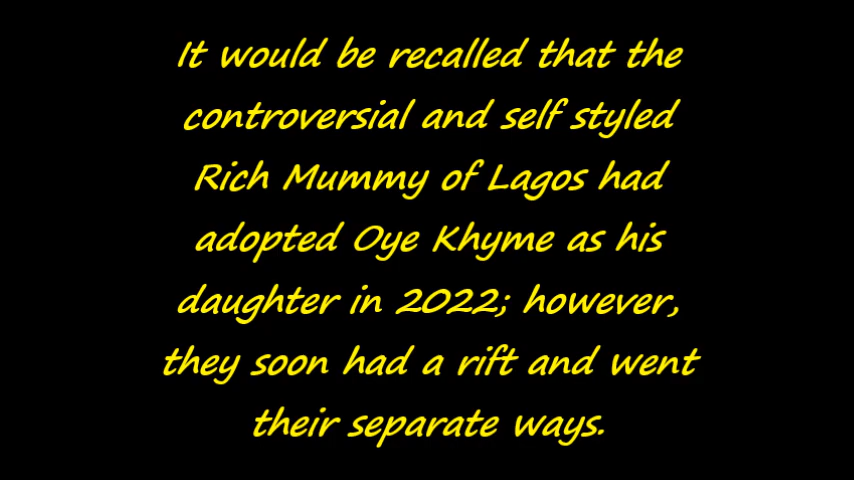 It would be recalled that the
controversial and self styled
Rich Mummy of Lagos had
adopted Oye Khyme as his
daughter in 2022; however,
they soon had a rift and went
their separate ways.